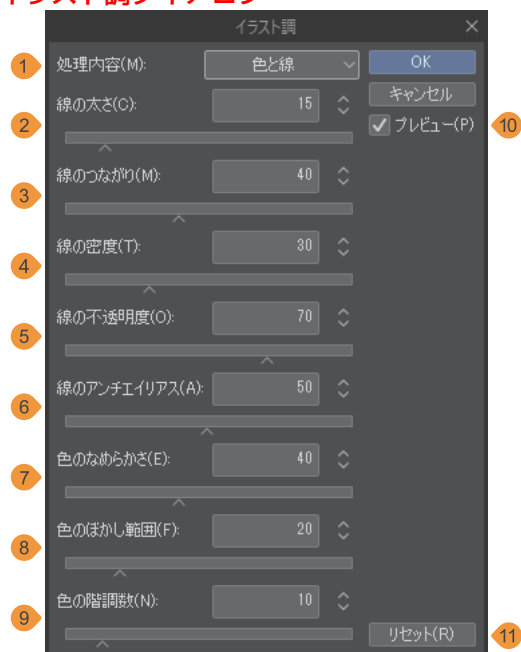 イラスト調
1 処理内容(M): 色と線 OK
キャンセル
2 線の太さ(C): 15
プレビュー(P) 10
3 線のつながり(M): 40
4 線の密度(T): 30
5 線の不透明度(O): 70
6 線のアンチエイリアス(A): 50
7 色のなめらかさ(E): 40
8 色のぼかし範囲(F): 20
9 色の階調数(N): 10
リセット(R) 11